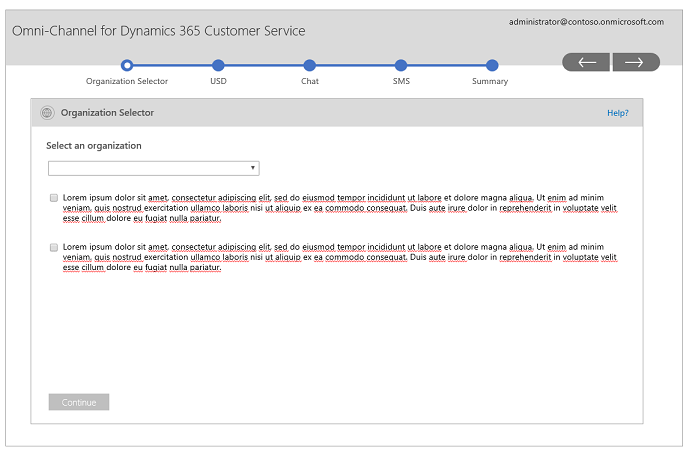 administrator@contoso.onmicrosoft.com
Omni-Channel for Dynamics 365 Customer Service
Organization Selector USD Chat SMS Summary
Organization Selector Help?
Select an organization
Lorem ipsum dolor sit amet, consectetur adipiscing elit, sed do eiusmod tempor incididunt ut labore et dolore magna aliqua. Ut enim ad minim
veniam, quis nostrud exercitation ullamco laboris nisi ut aliquip ex ea commodo consequat. Duis aute irure dolor in reprehenderit in voluptate velit
esse cillum dolore eu fugiat nulla pariatur.
Lorem ipsum dolor sit amet, consectetur adipiscing elit, sed do eiusmod tempor incididunt ut labore et dolore magna aliqua. Ut enim ad minim
veniam, quis nostrud exercitation ullamco laboris nisi ut aliquip ex ea commodo consequat. Duis aute irure dolor in reprehenderit in voluptate velit
esse cillum dolore eu fugiat nulla pariatur.
Continue